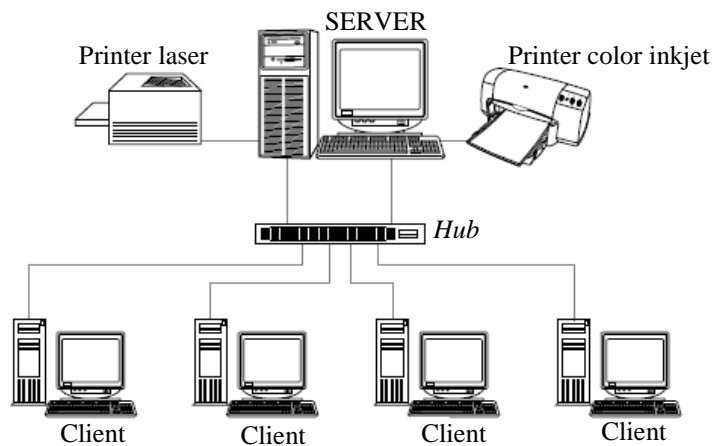 SERVER
Printer laser
Printer color inkjet
Hub
Client
Client
Client
Client